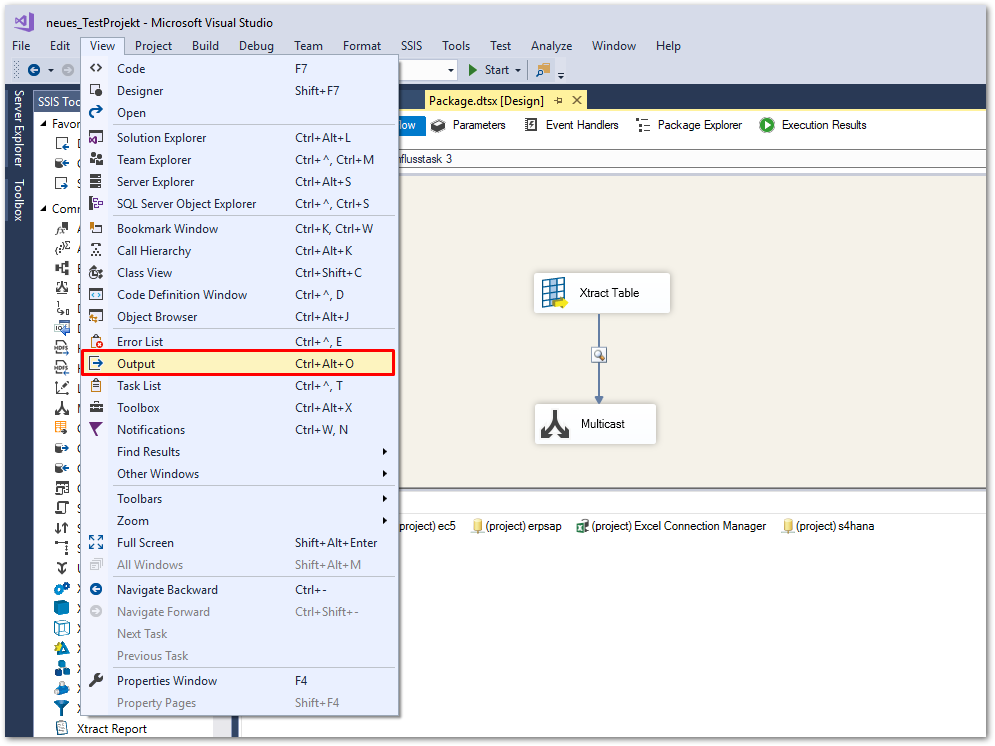 neues_TestProjekt - Microsoft Visual Studio
File Edit View Project Build Debug Team Format SSIS Tools Test Analyze Window Help
Start
Server Explorer
Toolbox
SSIS
Code F7
Designer Shift+F7
Open
Solution Explorer Ctrl+Alt+L
Team Explorer Ctrl+^, Ctrl+M
Server Explorer Ctrl+Alt+S
SQL Server Object Explorer Ctrl+^, Ctrl+S
Bookmark Window Ctrl+K, Ctrl+W
Call Hierarchy Ctrl+Alt+K
Class View Ctrl+Shift+C
Code Definition Window Ctrl+^, D
Object Browser Ctrl+Alt+J
Error List Ctrl+^, E
Output Ctrl+Alt+O
Task List Ctrl+^, T
Toolbox Ctrl+Alt+X
Notifications Ctrl+W, N
Find Results
Other Windows
Toolbars
Zoom
Full Screen Shift+Alt+Enter
All Windows Shift+Alt+M
Navigate Backward Ctrl+-
Navigate Forward Ctrl+Shift+-
Next Task
Previous Task
Properties Window F4
Property Pages Shift+F4
Xtract Report
Package.dtsx [Design]
Parameters Event Handlers Package Explorer Execution Results
3
Xtract Table
Multicast
project) ec5 (project) erpsap (project) Excel Connection Manager (project) s4hana